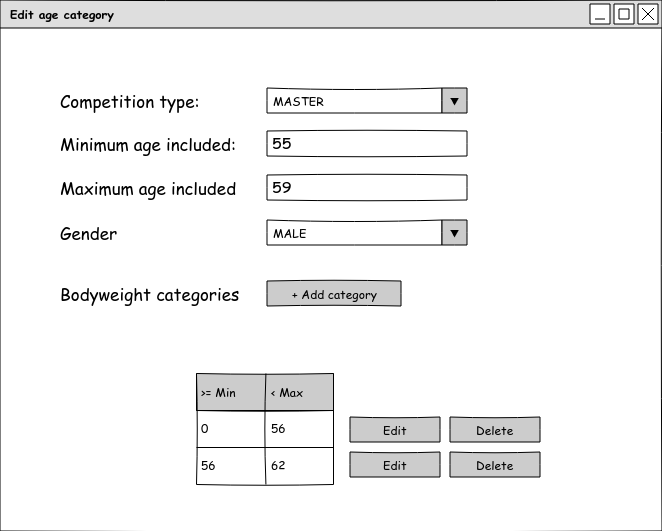 Edit age category
Competition type: MASTER
Minimum age included: 55
Maximum age included 59
Gender MALE
Bodyweight categories + Add category
>= Min < Max
0 56 Edit Delete
56 62 Edit Delete